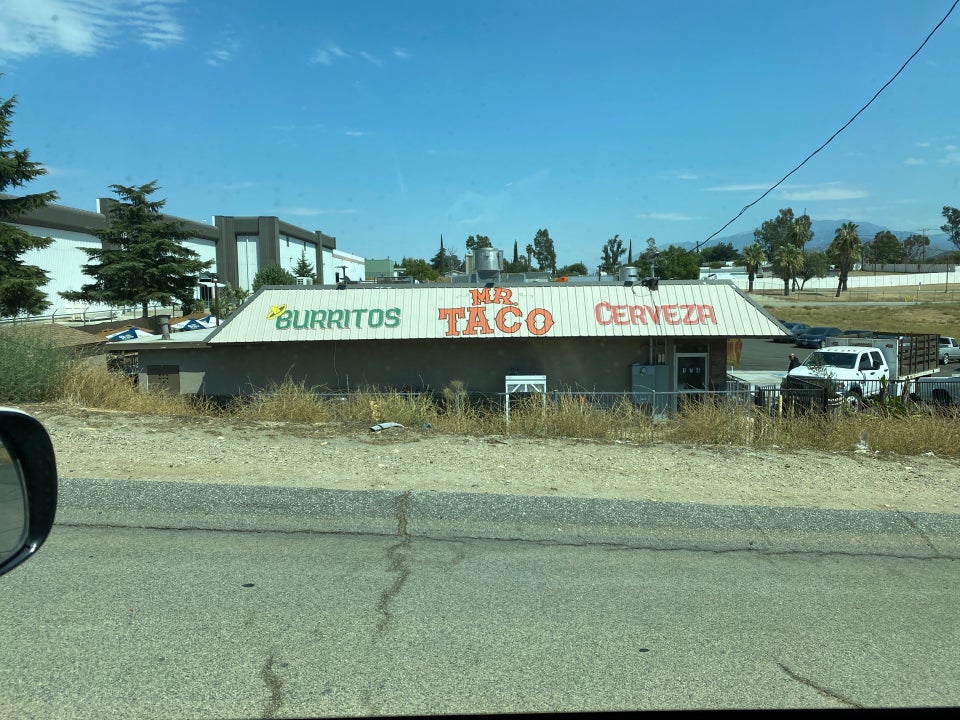 BURRITOS
MR
TACO
CERVEZA